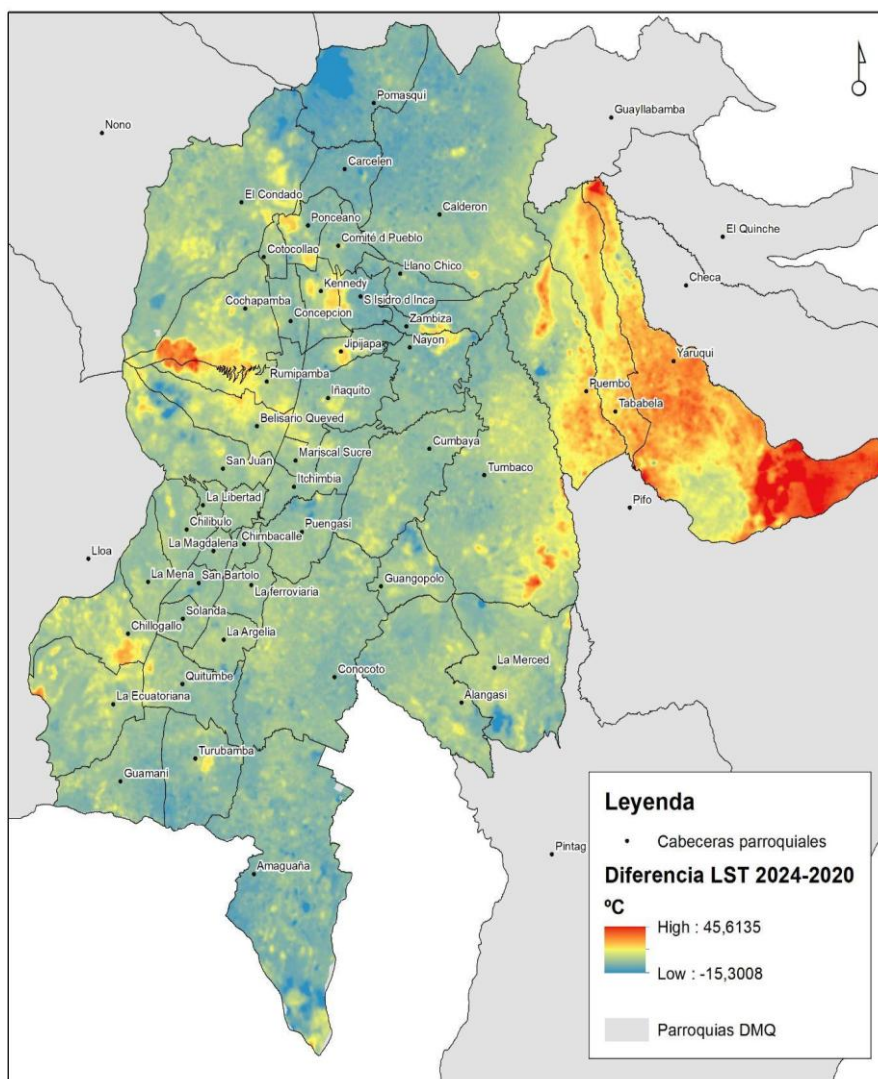 Pomasqui
Guayllabamba
Nono
Carcelen
El Condado
Calderon
Ponceano
El Quinche
Comité d Pueblo
Cotocollao
Llano Chico
Checa
Kennedy
S Isidro d Inca
Cochapamba
Concepcion
Zambiza
Nayon
Jipijapa
Yaruqui
Rumipamba
Puembo
Iñaquito
Tababela
Belisario Queved
Cumbaya
Mariscal Sucre
San Juan
Tumbaco
Itchimbia
La Libertad
Pifo
Chilibulo
Puengasi
La Magdalena
Chimbacalle
Lloa
La Mena
San Bartolo
La ferroviaria
Guangopolo
Solanda
Chillogallo
La Argelia
La Merced
Quitumbe
Conocoto
La Ecuatoriana
Alangasi
Turubamba
Guamaní
Amaguaña
Pintag
Leyenda
Cabeceras parroquiales
Diferencia LST 2024-2020
ºC
High : 45,6135
Low : -15,3008
Parroquias DMQ